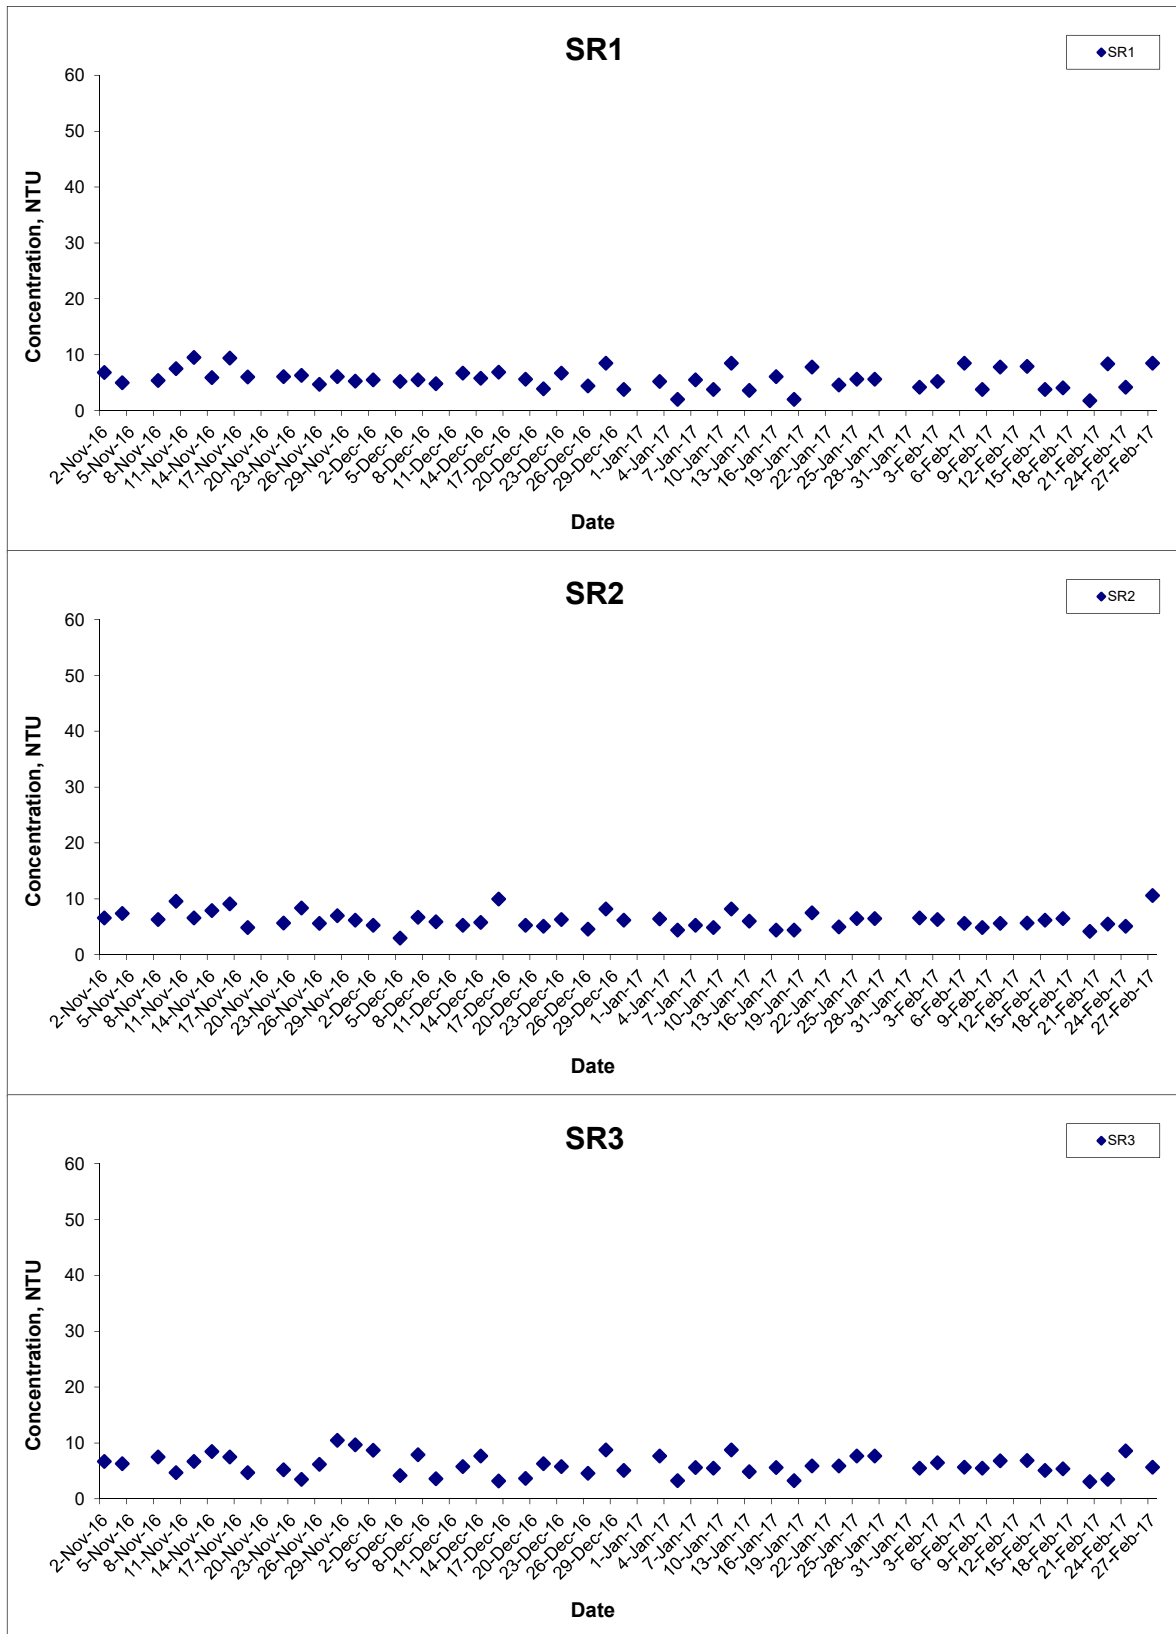 SR1
SR1
60
50
40
30
20
10
0
Concentration, NTU
2-Nov-16
5-Nov-16
8-Nov-16
11-Nov-16
14-Nov-16
17-Nov-16
20-Nov-16
23-Nov-16
26-Nov-16
29-Nov-16
2-Dec-16
5-Dec-16
8-Dec-16
11-Dec-16
14-Dec-16
17-Dec-16
20-Dec-16
23-Dec-16
26-Dec-16
29-Dec-16
1-Jan-17
4-Jan-17
7-Jan-17
10-Jan-17
13-Jan-17
16-Jan-17
19-Jan-17
22-Jan-17
25-Jan-17
28-Jan-17
31-Jan-17
3-Feb-17
6-Feb-17
9-Feb-17
12-Feb-17
15-Feb-17
18-Feb-17
21-Feb-17
24-Feb-17
27-Feb-17
Date
SR2
SR2
60
50
40
30
20
10
0
Concentration, NTU
2-Nov-16
5-Nov-16
8-Nov-16
11-Nov-16
14-Nov-16
17-Nov-16
20-Nov-16
23-Nov-16
26-Nov-16
29-Nov-16
2-Dec-16
5-Dec-16
8-Dec-16
11-Dec-16
14-Dec-16
17-Dec-16
20-Dec-16
23-Dec-16
26-Dec-16
29-Dec-16
1-Jan-17
4-Jan-17
7-Jan-17
10-Jan-17
13-Jan-17
16-Jan-17
19-Jan-17
22-Jan-17
25-Jan-17
28-Jan-17
31-Jan-17
3-Feb-17
6-Feb-17
9-Feb-17
12-Feb-17
15-Feb-17
18-Feb-17
21-Feb-17
24-Feb-17
27-Feb-17
Date
SR3
SR3
60
50
40
30
20
10
0
Concentration, NTU
2-Nov-16
5-Nov-16
8-Nov-16
11-Nov-16
14-Nov-16
17-Nov-16
20-Nov-16
23-Nov-16
26-Nov-16
29-Nov-16
2-Dec-16
5-Dec-16
8-Dec-16
11-Dec-16
14-Dec-16
17-Dec-16
20-Dec-16
23-Dec-16
26-Dec-16
29-Dec-16
1-Jan-17
4-Jan-17
7-Jan-17
10-Jan-17
13-Jan-17
16-Jan-17
19-Jan-17
22-Jan-17
25-Jan-17
28-Jan-17
31-Jan-17
3-Feb-17
6-Feb-17
9-Feb-17
12-Feb-17
15-Feb-17
18-Feb-17
21-Feb-17
24-Feb-17
27-Feb-17
Date